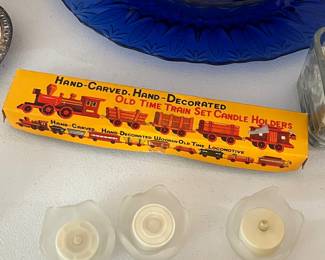 HAND-CARVED, HAND-DECORATED
OLD TIME TRAIN SET CANDLE HOLDERS
HAND-CARVED HAND DECORATED WOODEN OLD TIME LOCOMOTIVE